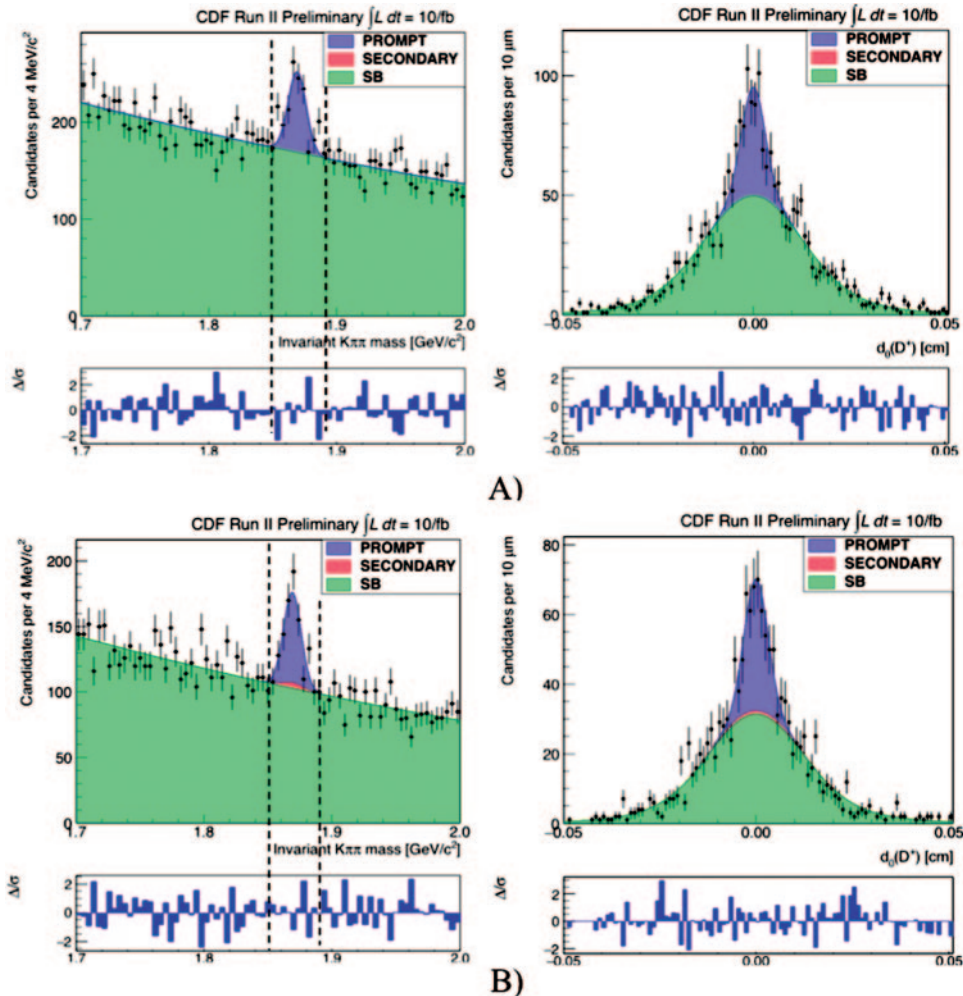 CDF Run II Preliminary ∫L dt = 10/fb
Candidates per 4 MeV/c²
PROMPT
SECONDARY
SB
200
100
0
1.7
1.8
1.9
2.0
Invariant Kππ mass [GeV/c²]
Δ/σ
2
0
−2
CDF Run II Preliminary ∫L dt = 10/fb
Candidates per 10 μm
PROMPT
SECONDARY
SB
100
50
0
−0.05
0.00
0.05
d₀(D⁺) [cm]
Δ/σ
2
0
−2
−0.05
0.00
0.05
1.7
1.8
1.9
2.0
A)
CDF Run II Preliminary ∫L dt = 10/fb
Candidates per 4 MeV/c²
PROMPT
SECONDARY
SB
200
150
100
50
0
1.7
1.8
1.9
2.0
Invariant Kππ mass [GeV/c²]
Δ/σ
2
0
−2
1.7
1.8
1.9
2.0
CDF Run II Preliminary ∫L dt = 10/fb
Candidates per 10 μm
PROMPT
SECONDARY
SB
80
60
40
20
0
−0.05
0.00
0.05
d₀(D⁺) [cm]
Δ/σ
2
0
−2
−0.05
0.00
0.05
B)